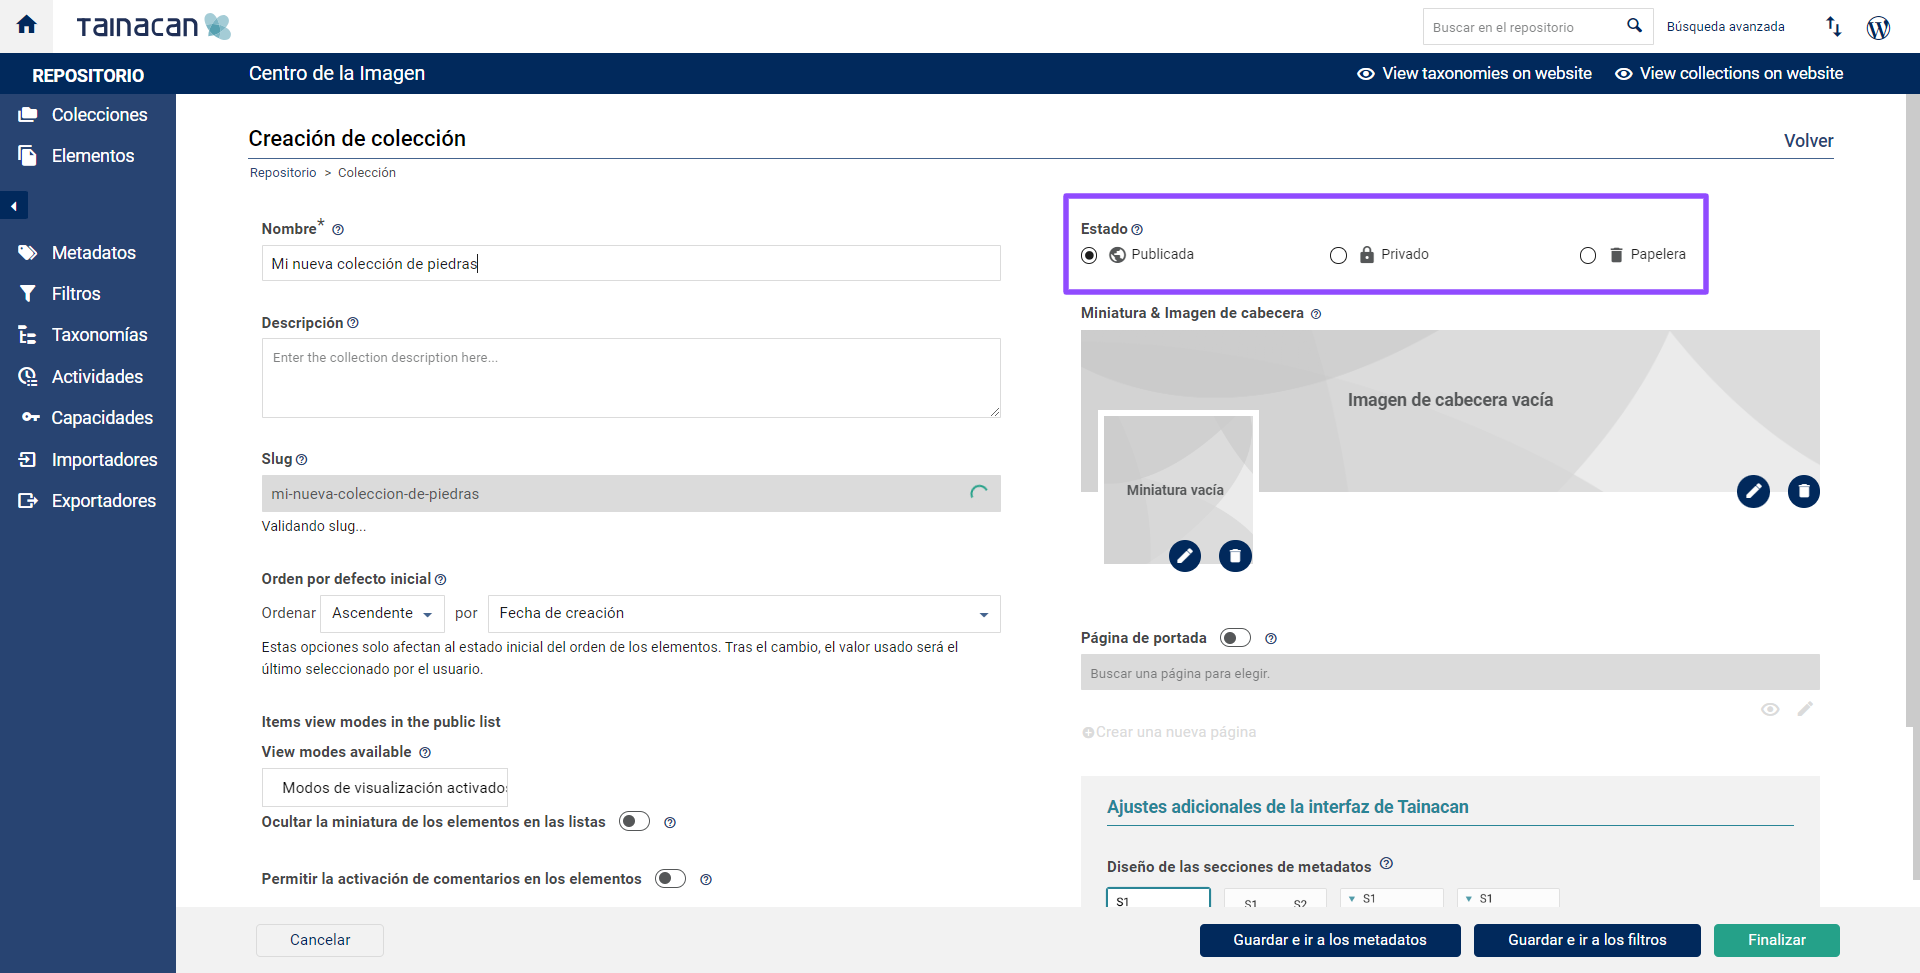 TAINACAN
Buscar en el repositorio
Búsqueda avanzada
REPOSITORIO
Centro de la Imagen
View taxonomies on website
View collections on website
Colecciones
Elementos
Metadatos
Filtros
Taxonomías
Actividades
Capacidades
Importadores
Exportadores
Creación de colección
Volver
Repositorio > Colección
Nombre*
Mi nueva colección de piedras
Descripción
Enter the collection description here...
Slug
mi-nueva-coleccion-de-piedras
Validando slug...
Orden por defecto inicial
Ordenar Ascendente por Fecha de creación
Estas opciones solo afectan al estado inicial del orden de los elementos. Tras el cambio, el valor usado será el
último seleccionado por el usuario.
Items view modes in the public list
View modes available
Modos de visualización activados
Ocultar la miniatura de los elementos en las listas
Permitir la activación de comentarios en los elementos
Estado
Publicada Privado Papelera
Miniatura & Imagen de cabecera
Imagen de cabecera vacía
Miniatura vacía
Página de portada
Buscar una página para elegir.
Crear una nueva página
Ajustes adicionales de la interfaz de Tainacan
Diseño de las secciones de metadatos
S1 S1 S2 S1 S1
Cancelar
Guardar e ir a los metadatos
Guardar e ir a los filtros
Finalizar